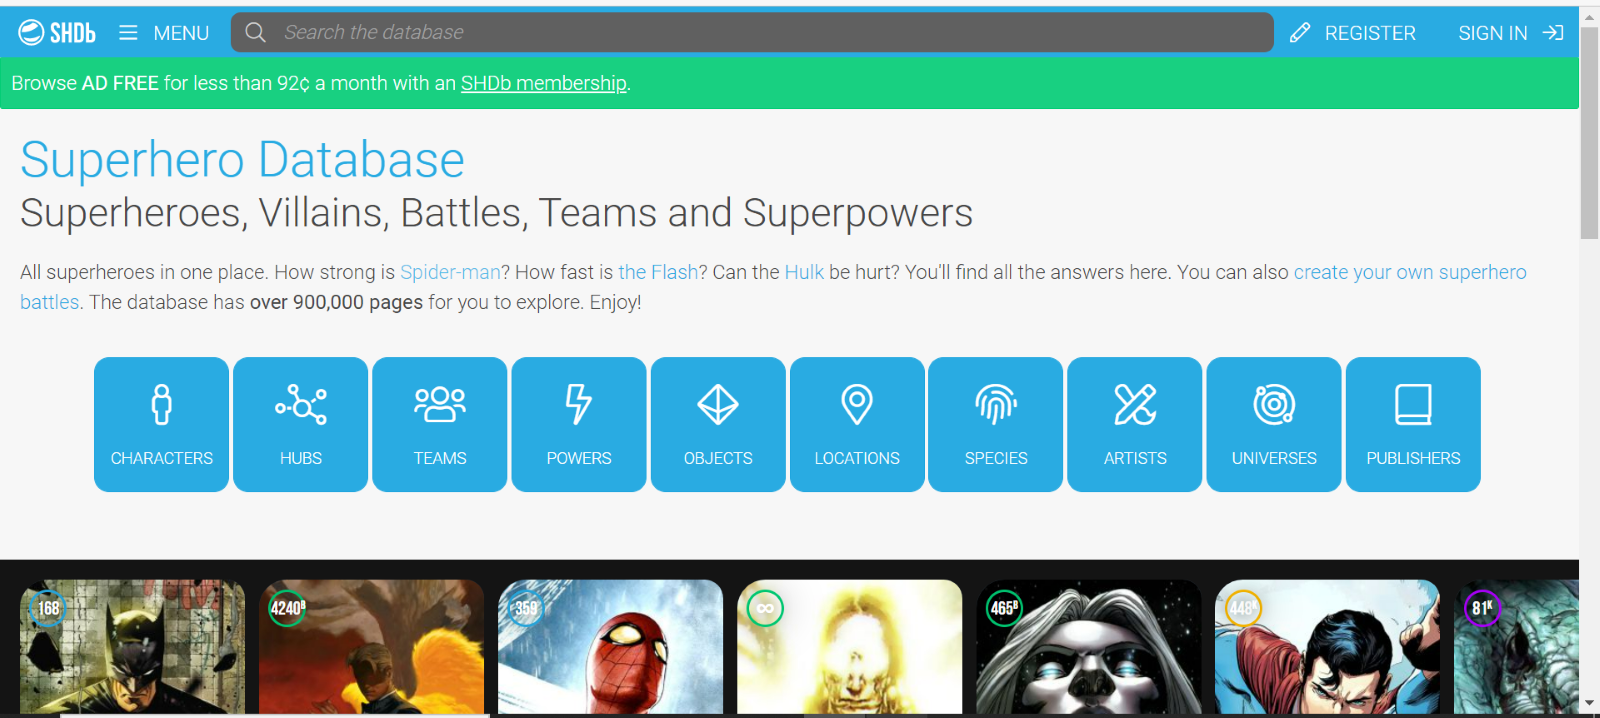 SHDb MENU Search the database REGISTER SIGN IN
Browse AD FREE for less than 92¢ a month with an SHDb membership.
Superhero Database
Superheroes, Villains, Battles, Teams and Superpowers
All superheroes in one place. How strong is Spider-man? How fast is the Flash? Can the Hulk be hurt? You'll find all the answers here. You can also create your own superhero
battles. The database has over 900,000 pages for you to explore. Enjoy!
CHARACTERS HUBS TEAMS POWERS OBJECTS LOCATIONS SPECIES ARTISTS UNIVERSES PUBLISHERS
168 4240B 359 ∞ 465B 448K 81K